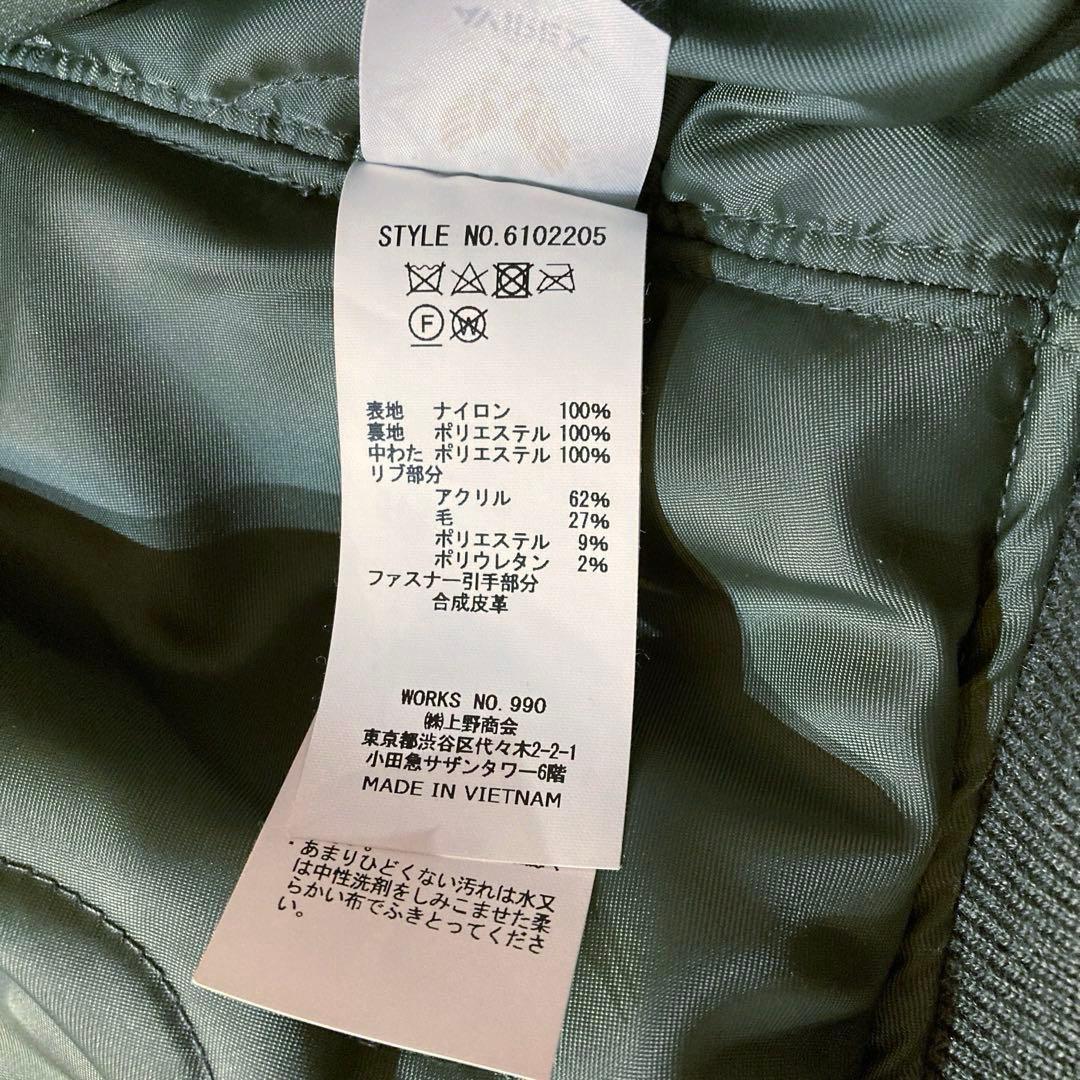 AVIREX
STYLE NO.6102205
F W
表地 ナイロン 100%
裏地 ポリエステル 100%
中わた ポリエステル 100%
リブ部分
アクリル 62%
毛 27%
ポリエステル 9%
ポリウレタン 2%
ファスナー引手部分
合成皮革
WORKS NO.990
㈱上野商会
東京都渋谷区代々木2-2-1
小田急サザンタワー6階
MADE IN VIETNAM
・あまりひどくない汚れは水又
は中性洗剤をしみこませた柔
らかい布でふきとってくださ
い。